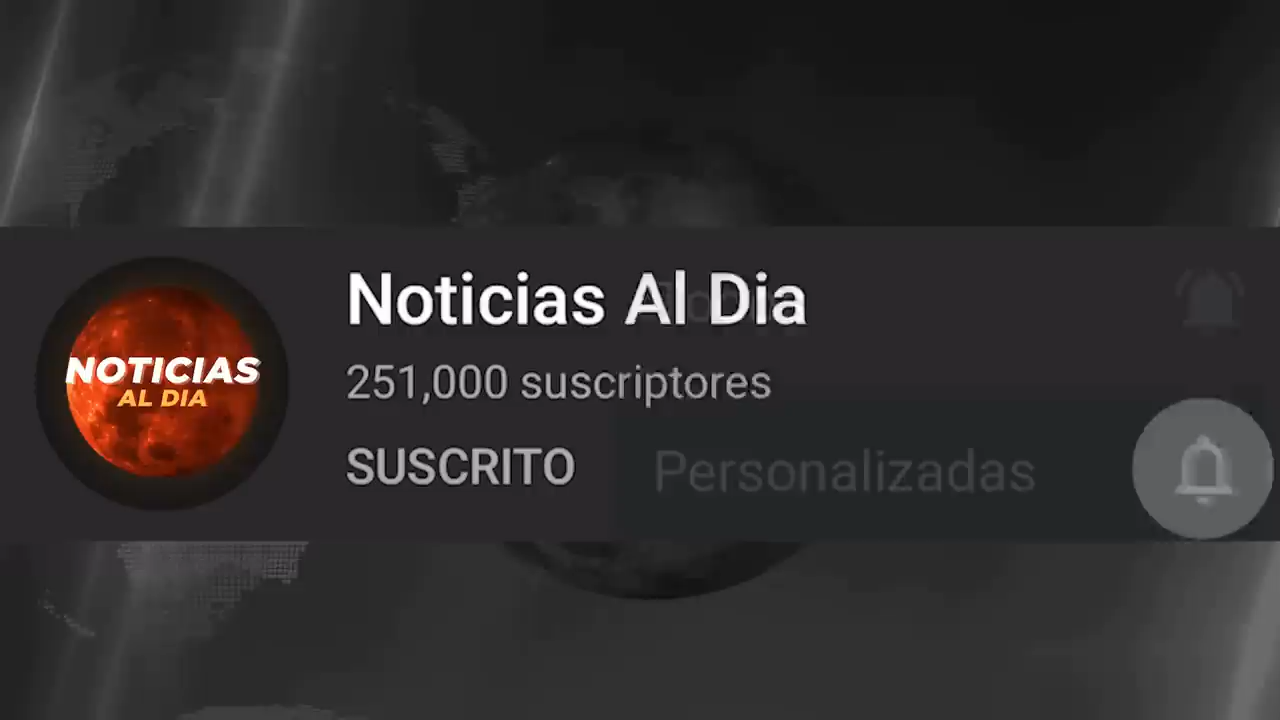 Noticias Al Dia
251,000 suscriptores
SUSCRITO
Personalizadas
NOTICIAS
AL DIA